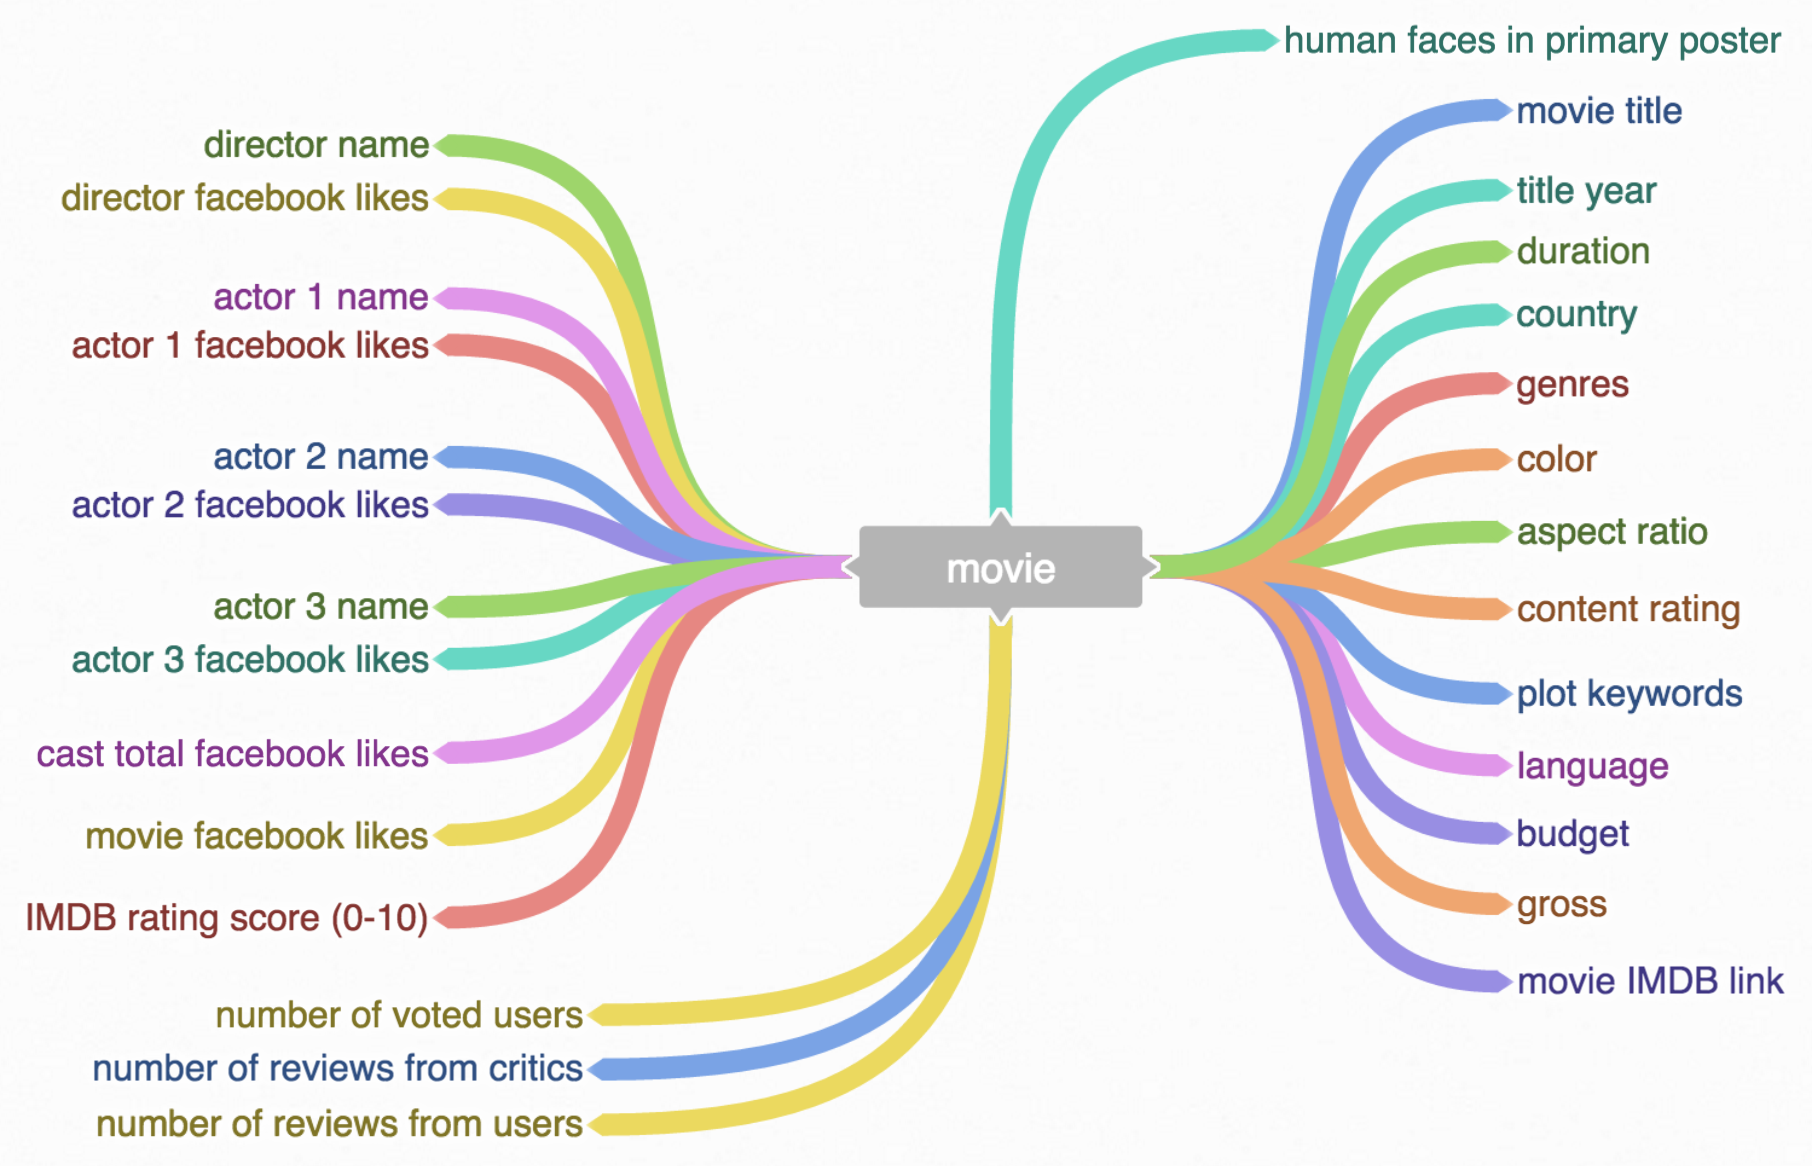 human faces in primary poster
movie title
director name
title year
director facebook likes
duration
actor 1 name
country
actor 1 facebook likes
genres
actor 2 name
color
actor 2 facebook likes
aspect ratio
movie
actor 3 name
content rating
actor 3 facebook likes
plot keywords
cast total facebook likes
language
movie facebook likes
budget
IMDB rating score (0-10)
gross
movie IMDB link
number of voted users
number of reviews from critics
number of reviews from users